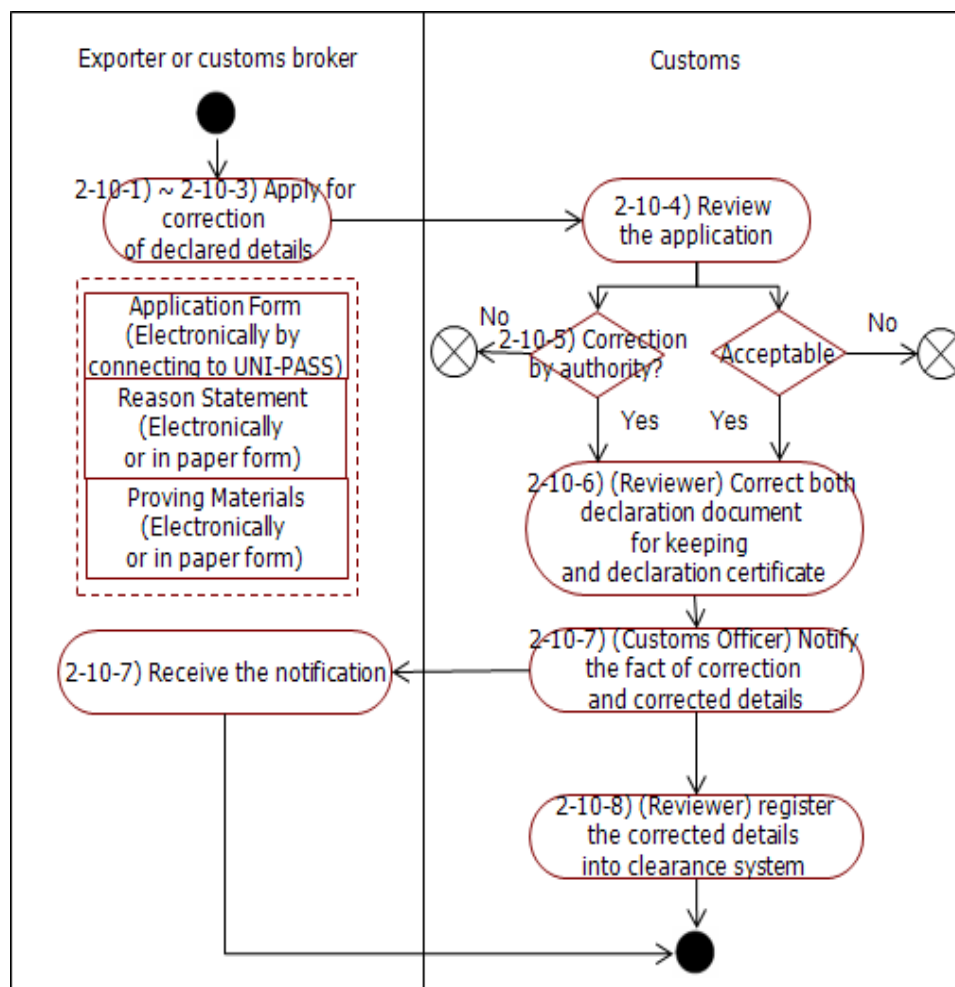 Exporter or customs broker
Customs
2-10-1) ~ 2-10-3) Apply for
correction
of declared details
2-10-4) Review
the application
Application Form
(Electronically by
connecting to UNI-PASS)
Reason Statement
(Electronically
or in paper form)
Proving Materials
(Electronically
or in paper form)
No
2-10-5) Correction
by authority?
Acceptable
No
Yes
Yes
2-10-6) (Reviewer) Correct both
declaration document
for keeping
and declaration certificate
2-10-7) (Customs Officer) Notify
the fact of correction
and corrected details
2-10-7) Receive the notification
2-10-8) (Reviewer) register
the corrected details
into clearance system